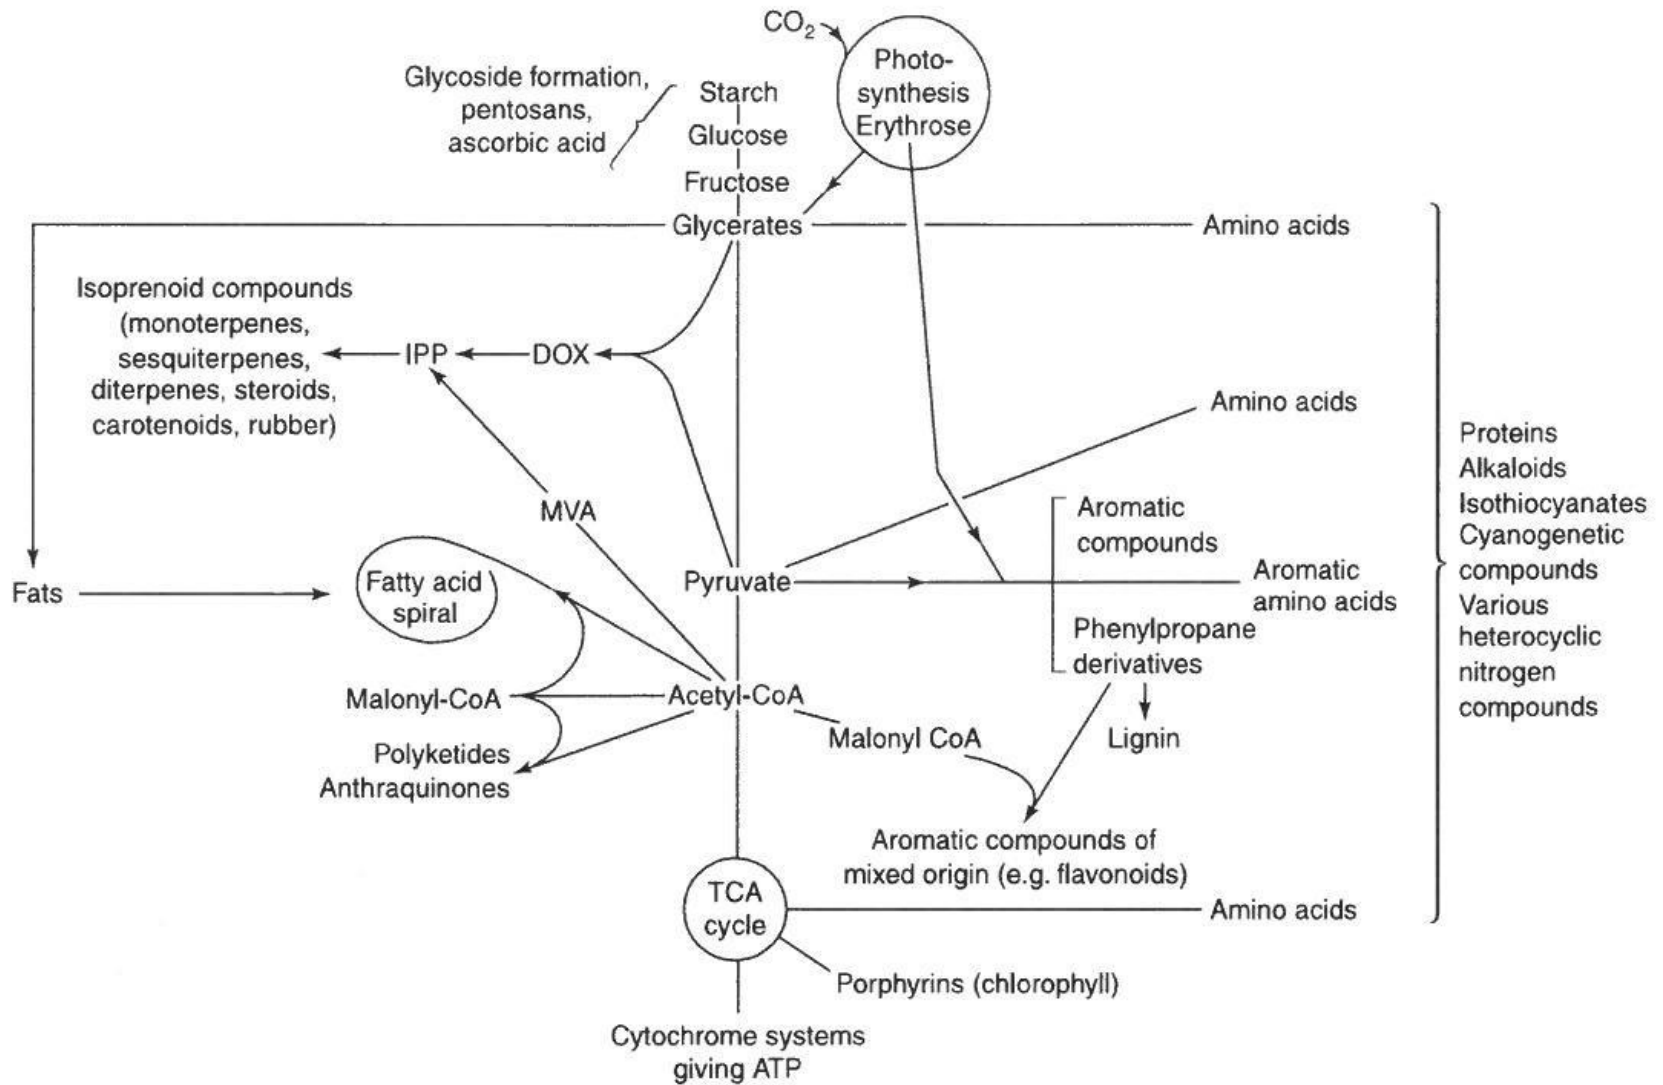 CO2
Photo-
synthesis
Erythrose
Glycoside formation,
pentosans,
ascorbic acid
Starch
Glucose
Fructose
Glycerates
Amino acids
Isoprenoid compounds
(monoterpenes,
sesquiterpenes,
diterpenes, steroids,
carotenoids, rubber)
IPP
DOX
Amino acids
MVA
Aromatic
compounds
Fats
Fatty acid
spiral
Pyruvate
Aromatic
amino acids
Phenylpropane
derivatives
Malonyl-CoA
Acetyl-CoA
Malonyl CoA
Lignin
Polyketides
Anthraquinones
Aromatic compounds of
mixed origin (e.g. flavonoids)
TCA
cycle
Amino acids
Porphyrins (chlorophyll)
Cytochrome systems
giving ATP
Proteins
Alkaloids
Isothiocyanates
Cyanogenetic
compounds
Various
heterocyclic
nitrogen
compounds